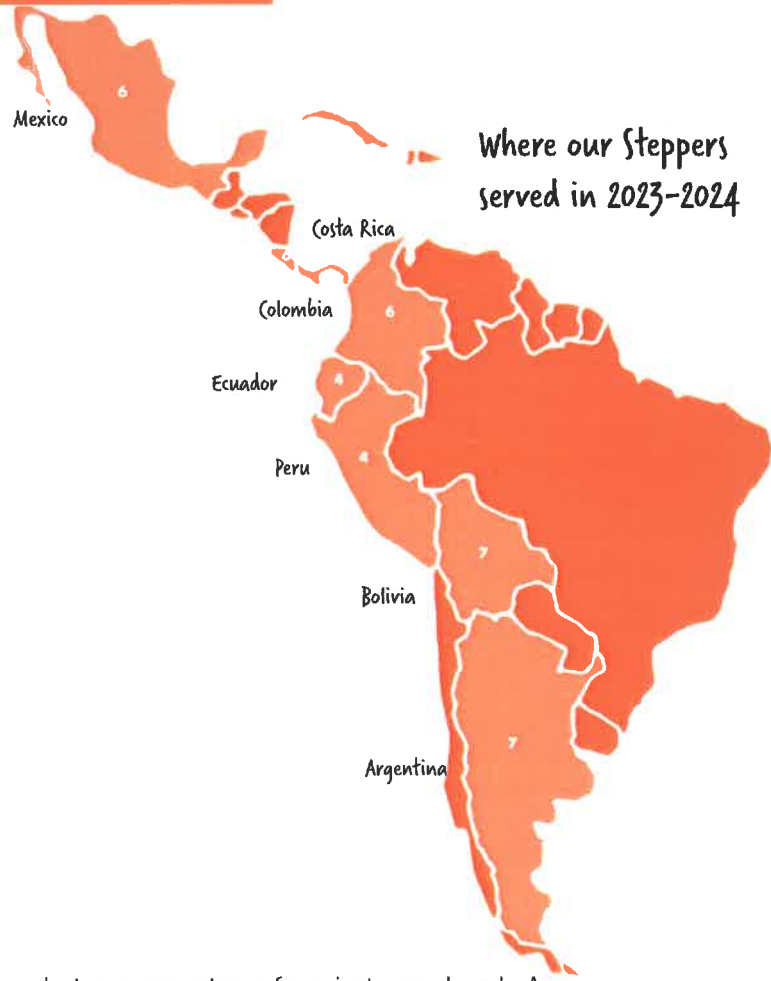 6
Mexico
Where our Steppers
served in 2023-2024
Costa Rica
Colombia
6
Ecuador
4
Peru
4
7
Bolivia
7
Argentina